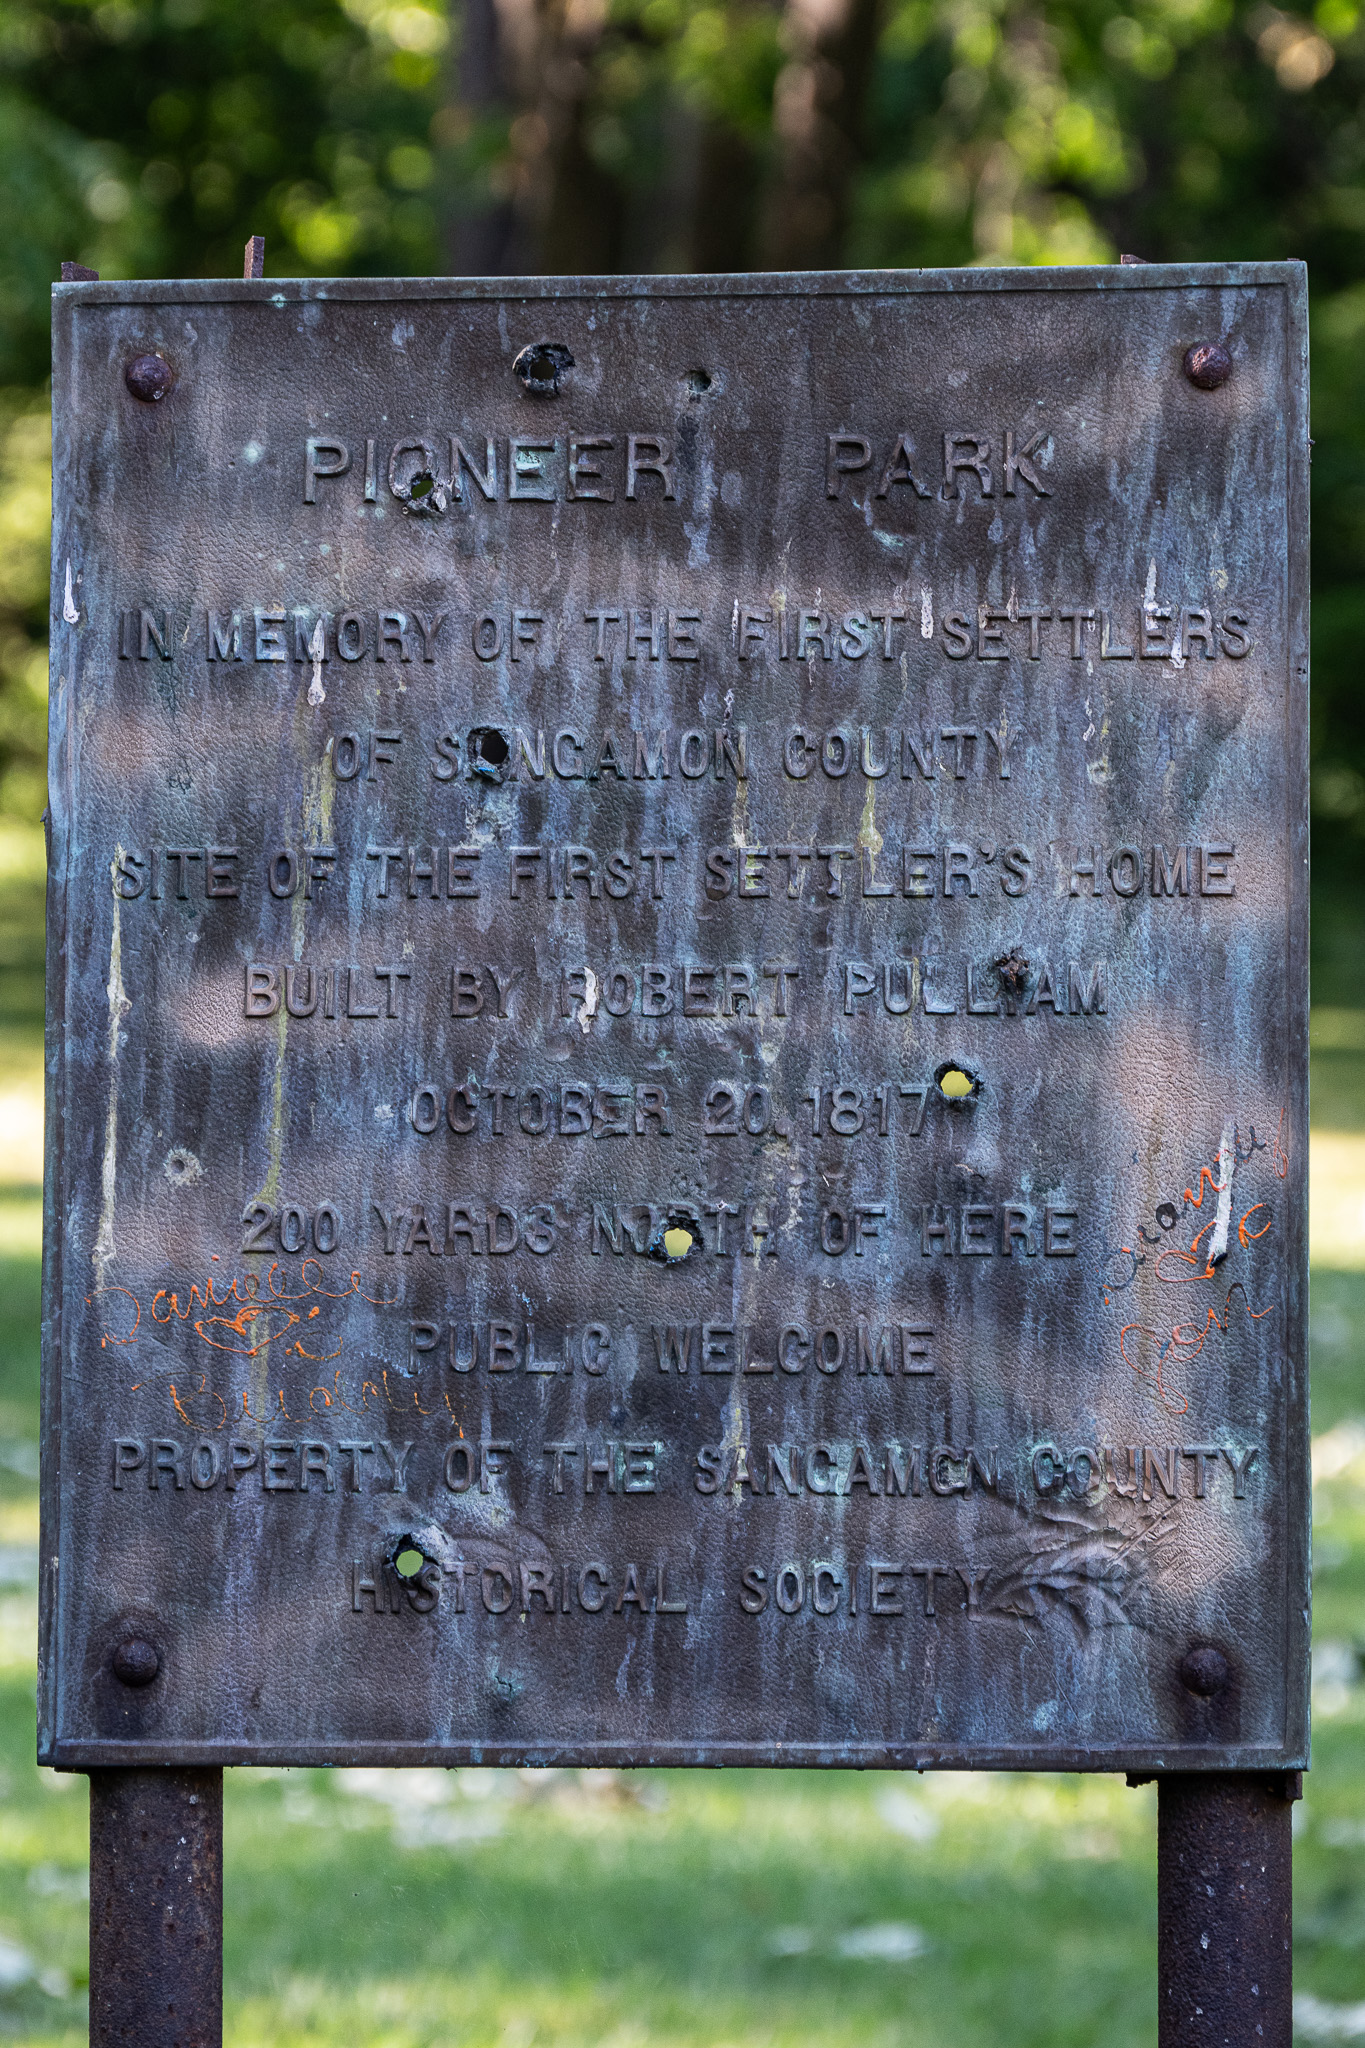 PIONEER PARK
IN MEMORY OF THE FIRST SETTLERS
OF SANGAMON COUNTY
SITE OF THE FIRST SETTLER'S HOME
BUILT BY ROBERT PULLIAM
OCTOBER 20, 1817
200 YARDS NORTH OF HERE
PUBLIC WELCOME
PROPERTY OF THE SANGAMON COUNTY
HISTORICAL SOCIETY
Danielle
Buddy
Jon